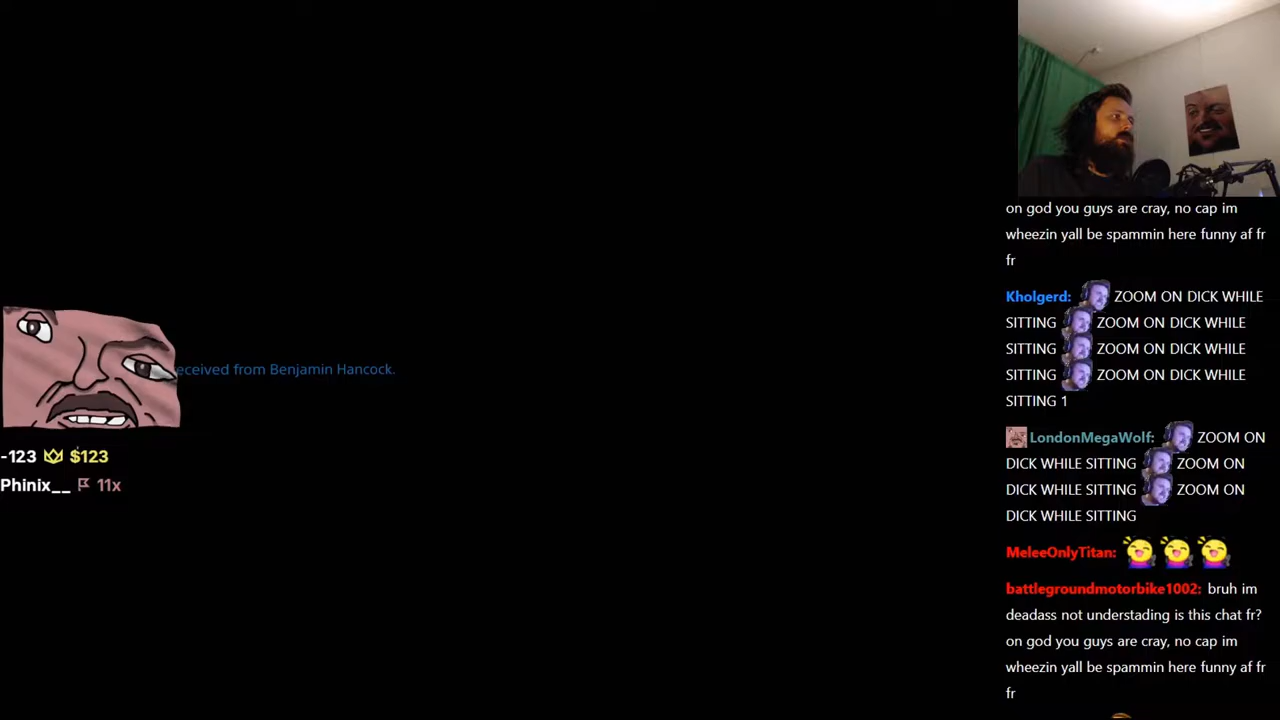 eceived from Benjamin Hancock.
-123 $123
Phinix__ 11x
on god you guys are cray, no cap im
wheezin yall be spammin here funny af fr
fr
Kholgerd: ZOOM ON DICK WHILE
SITTING ZOOM ON DICK WHILE
SITTING ZOOM ON DICK WHILE
SITTING ZOOM ON DICK WHILE
SITTING 1
LondonMegaWolf: ZOOM ON
DICK WHILE SITTING ZOOM ON
DICK WHILE SITTING ZOOM ON
DICK WHILE SITTING
MeleeOnlyTitan:
battlegroundmotorbike1002: bruh im
deadass not understading is this chat fr?
on god you guys are cray, no cap im
wheezin yall be spammin here funny af fr
fr